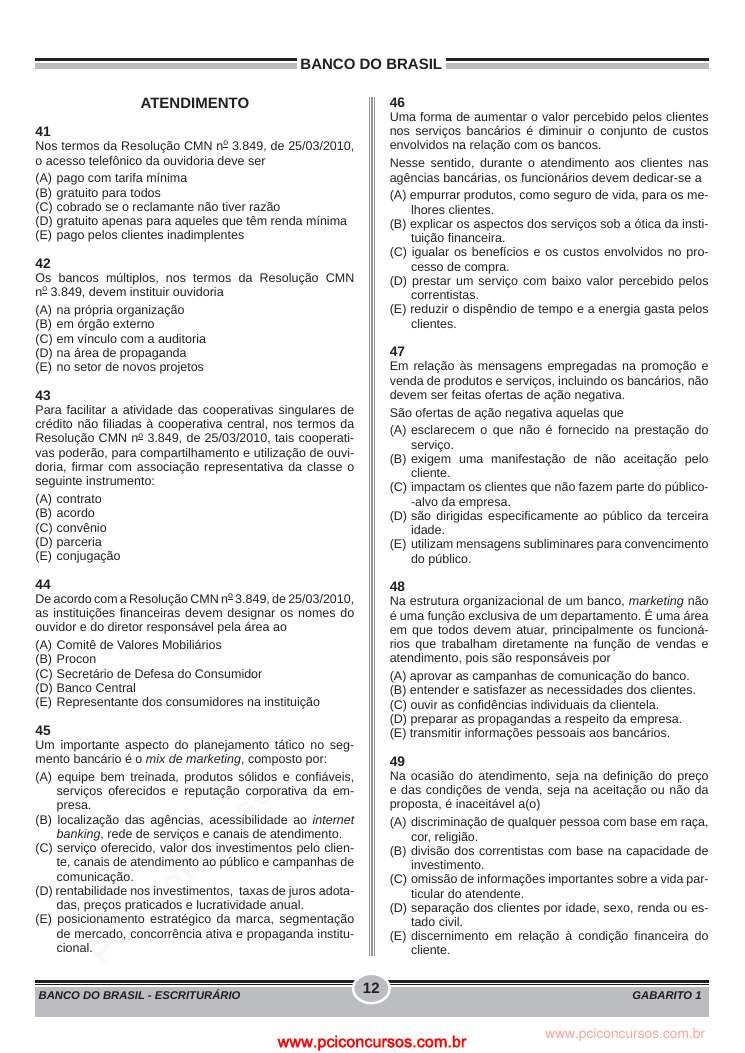 BANCO DO BRASIL
ATENDIMENTO
41
Nos termos da Resolução CMN nº 3.849, de 25/03/2010,
o acesso telefônico da ouvidoria deve ser
(A) pago com tarifa mínima
(B) gratuito para todos
(C) cobrado se o reclamante não tiver razão
(D) gratuito apenas para aqueles que têm renda mínima
(E) pago pelos clientes inadimplentes
42
Os bancos múltiplos, nos termos da Resolução CMN
nº 3.849, devem instituir ouvidoria
(A) na própria organização
(B) em órgão externo
(C) em vínculo com a auditoria
(D) na área de propaganda
(E) no setor de novos projetos
43
Para facilitar a atividade das cooperativas singulares de
crédito não filiadas à cooperativa central, nos termos da
Resolução CMN nº 3.849, de 25/03/2010, tais cooperati-
vas poderão, para compartilhamento e utilização de ouvi-
doria, firmar com associação representativa da classe o
seguinte instrumento:
(A) contrato
(B) acordo
(C) convênio
(D) parceria
(E) conjugação
44
De acordo com a Resolução CMN nº 3.849, de 25/03/2010,
as instituições financeiras devem designar os nomes do
ouvidor e do diretor responsável pela área ao
(A) Comitê de Valores Mobiliários
(B) Procon
(C) Secretário de Defesa do Consumidor
(D) Banco Central
(E) Representante dos consumidores na instituição
45
Um importante aspecto do planejamento tático no seg-
mento bancário é o mix de marketing, composto por:
(A) equipe bem treinada, produtos sólidos e confiáveis,
serviços oferecidos e reputação corporativa da em-
presa.
(B) localização das agências, acessibilidade ao internet
banking, rede de serviços e canais de atendimento.
(C) serviço oferecido, valor dos investimentos pelo clien-
te, canais de atendimento ao público e campanhas de
comunicação.
(D) rentabilidade nos investimentos, taxas de juros adota-
das, preços praticados e lucratividade anual.
(E) posicionamento estratégico da marca, segmentação
de mercado, concorrência ativa e propaganda institu-
cional.
46
Uma forma de aumentar o valor percebido pelos clientes
nos serviços bancários é diminuir o conjunto de custos
envolvidos na relação com os bancos.
Nesse sentido, durante o atendimento aos clientes nas
agências bancárias, os funcionários devem dedicar-se a
(A) empurrar produtos, como seguro de vida, para os me-
lhores clientes.
(B) explicar os aspectos dos serviços sob a ótica da insti-
tuição financeira.
(C) igualar os benefícios e os custos envolvidos no pro-
cesso de compra.
(D) prestar um serviço com baixo valor percebido pelos
correntistas.
(E) reduzir o dispêndio de tempo e a energia gasta pelos
clientes.
47
Em relação às mensagens empregadas na promoção e
venda de produtos e serviços, incluindo os bancários, não
devem ser feitas ofertas de ação negativa.
São ofertas de ação negativa aquelas que
(A) esclarecem o que não é fornecido na prestação do
serviço.
(B) exigem uma manifestação de não aceitação pelo
cliente.
(C) impactam os clientes que não fazem parte do público-
-alvo da empresa.
(D) são dirigidas especificamente ao público da terceira
idade.
(E) utilizam mensagens subliminares para convencimento
do público.
48
Na estrutura organizacional de um banco, marketing não
é uma função exclusiva de um departamento. É uma área
em que todos devem atuar, principalmente os funcioná-
rios que trabalham diretamente na função de vendas e
atendimento, pois são responsáveis por
(A) aprovar as campanhas de comunicação do banco.
(B) entender e satisfazer as necessidades dos clientes.
(C) ouvir as confidências individuais da clientela.
(D) preparar as propagandas a respeito da empresa.
(E) transmitir informações pessoais aos bancários.
49
Na ocasião do atendimento, seja na definição do preço
e das condições de venda, seja na aceitação ou não da
proposta, é inaceitável a(o)
(A) discriminação de qualquer pessoa com base em raça,
cor, religião.
(B) divisão dos correntistas com base na capacidade de
investimento.
(C) omissão de informações importantes sobre a vida par-
ticular do atendente.
(D) separação dos clientes por idade, sexo, renda ou es-
tado civil.
(E) discernimento em relação à condição financeira do
cliente.
BANCO DO BRASIL - ESCRITURÁRIO
12
GABARITO 1
www.pciconcursos.com.br
www.pciconcursos.com.br